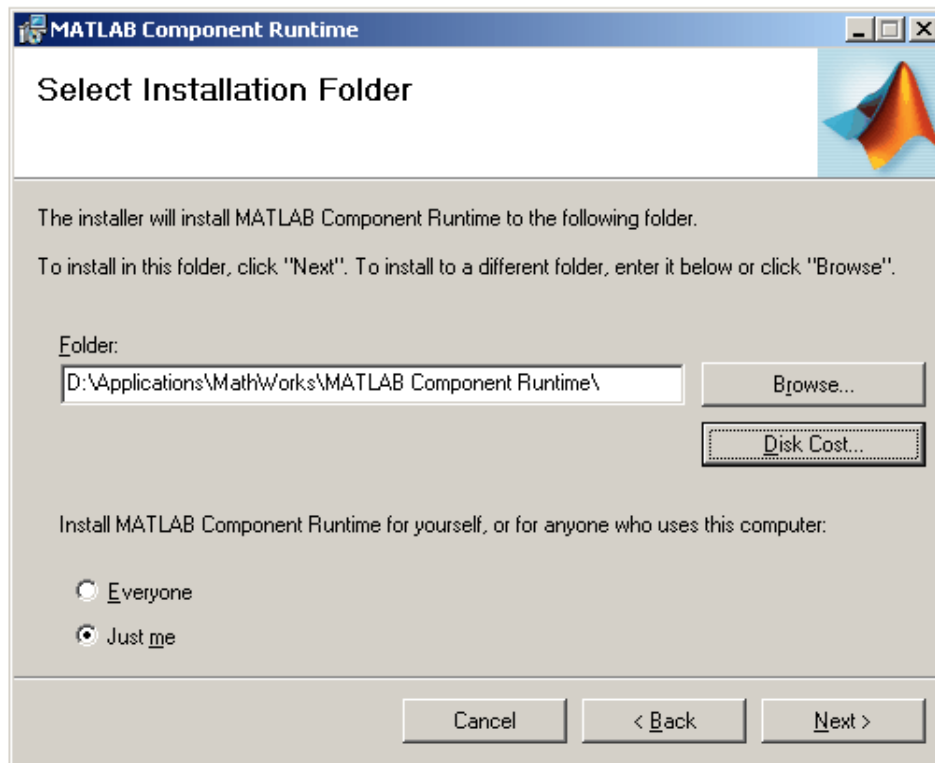 MATLAB Component Runtime
Select Installation Folder
The installer will install MATLAB Component Runtime to the following folder.
To install in this folder, click "Next". To install to a different folder, enter it below or click "Browse".
Folder:
D:\Applications\MathWorks\MATLAB Component Runtime\
Browse...
Disk Cost...
Install MATLAB Component Runtime for yourself, or for anyone who uses this computer:
Everyone
Just me
Cancel
< Back
Next >